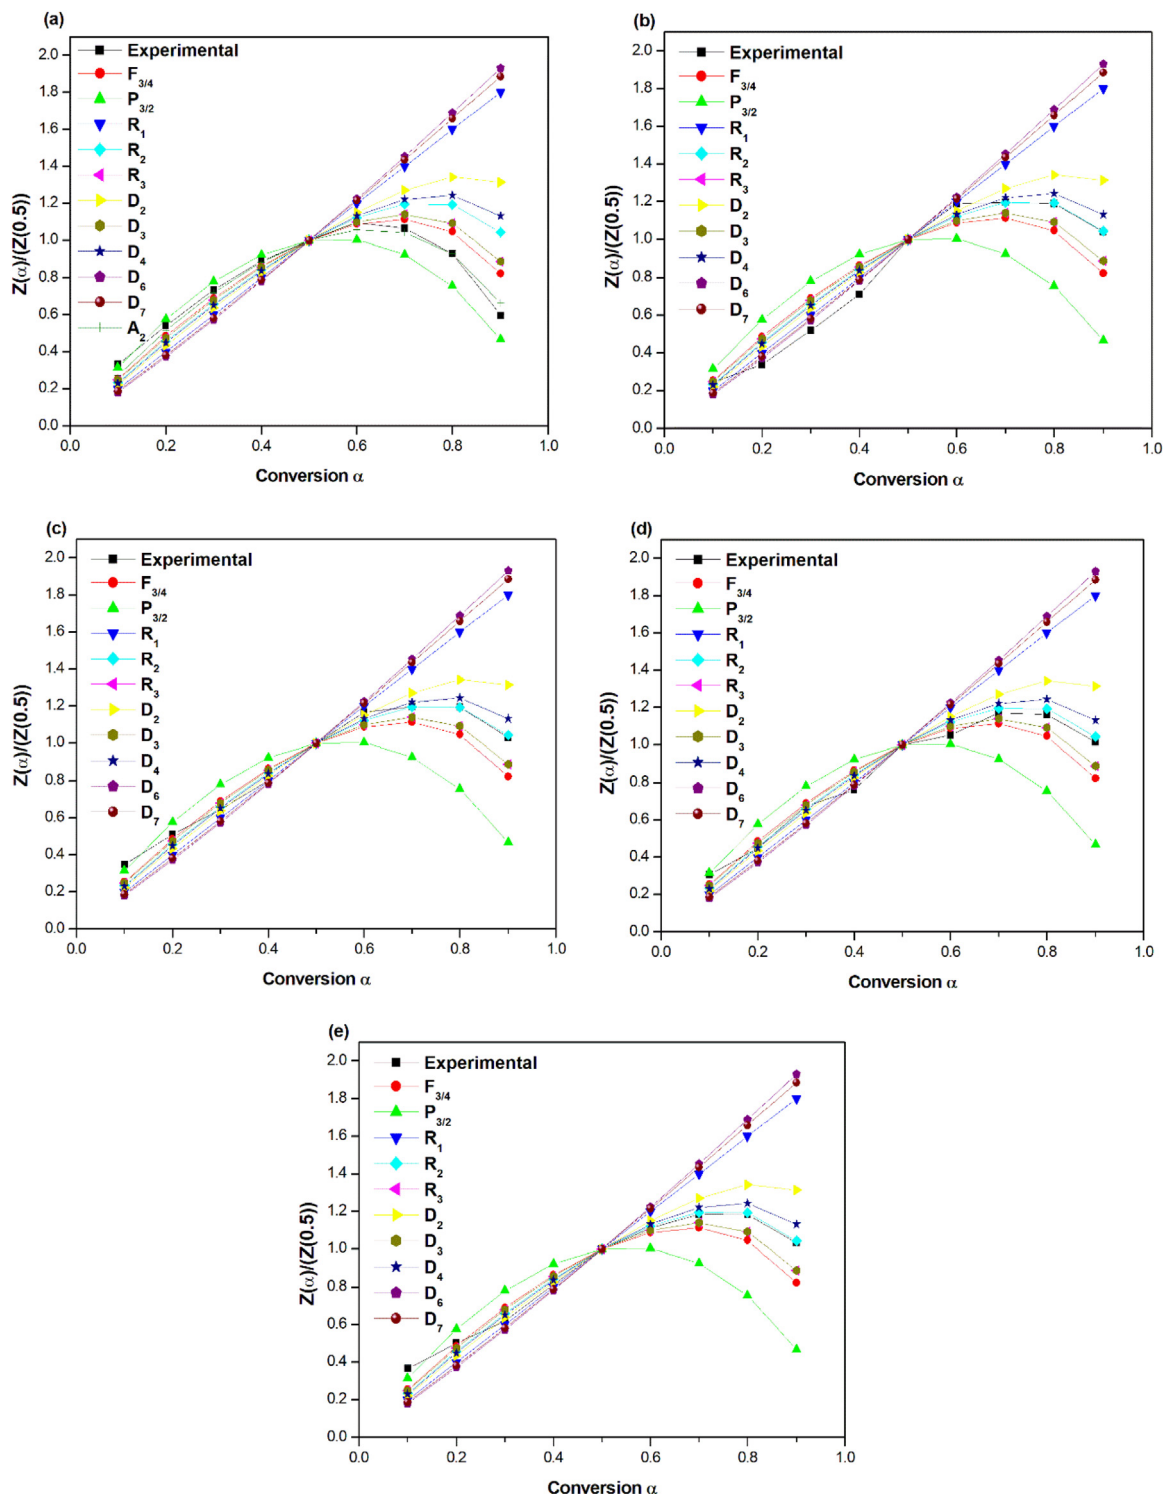 (a)
Z(α)/(Z(0.5))
2.0
1.6
1.4
1.2
1.0
0.8
0.6
0.4
0.2
0.0
Experimental
F3/4
P3/2
R1
R2
R3
D2
D3
D4
D6
D7
A2
0.0 0.2 0.4 0.6 0.8 1.0
Conversion α
(b)
Z(α)/(Z(0.5))
2.0
1.8
1.6
1.4
1.2
1.0
0.8
0.6
0.4
0.2
0.0
Experimental
F3/4
P3/2
R1
R2
R3
D2
D3
D4
D6
D7
0.0 0.2 0.4 0.6 0.8 1.0
Conversion α
(c)
Z(α)/(Z(0.5))
2.0
1.8
1.6
1.4
1.2
1.0
0.8
0.6
0.4
0.2
0.0
Experimental
F3/4
P3/2
R1
R2
R3
D2
D3
D4
D6
D7
0.0 0.2 0.4 0.6 0.8 1.0
Conversion α
(d)
Z(α)/(Z(0.5))
2.0
1.8
1.6
1.4
1.2
1.0
0.8
0.6
0.4
0.2
0.0
Experimental
F3/4
P3/2
R1
R2
R3
D2
D3
D4
D6
D7
0.0 0.2 0.4 0.6 0.8 1.0
Conversion α
(e)
Z(α)/(Z(0.5))
2.0
1.8
1.6
1.4
1.2
1.0
0.8
0.6
0.4
0.2
0.0
Experimental
F3/4
P3/2
R1
R2
R3
D2
D3
D4
D6
D7
0.0 0.2 0.4 0.6 0.8 1.0
Conversion α